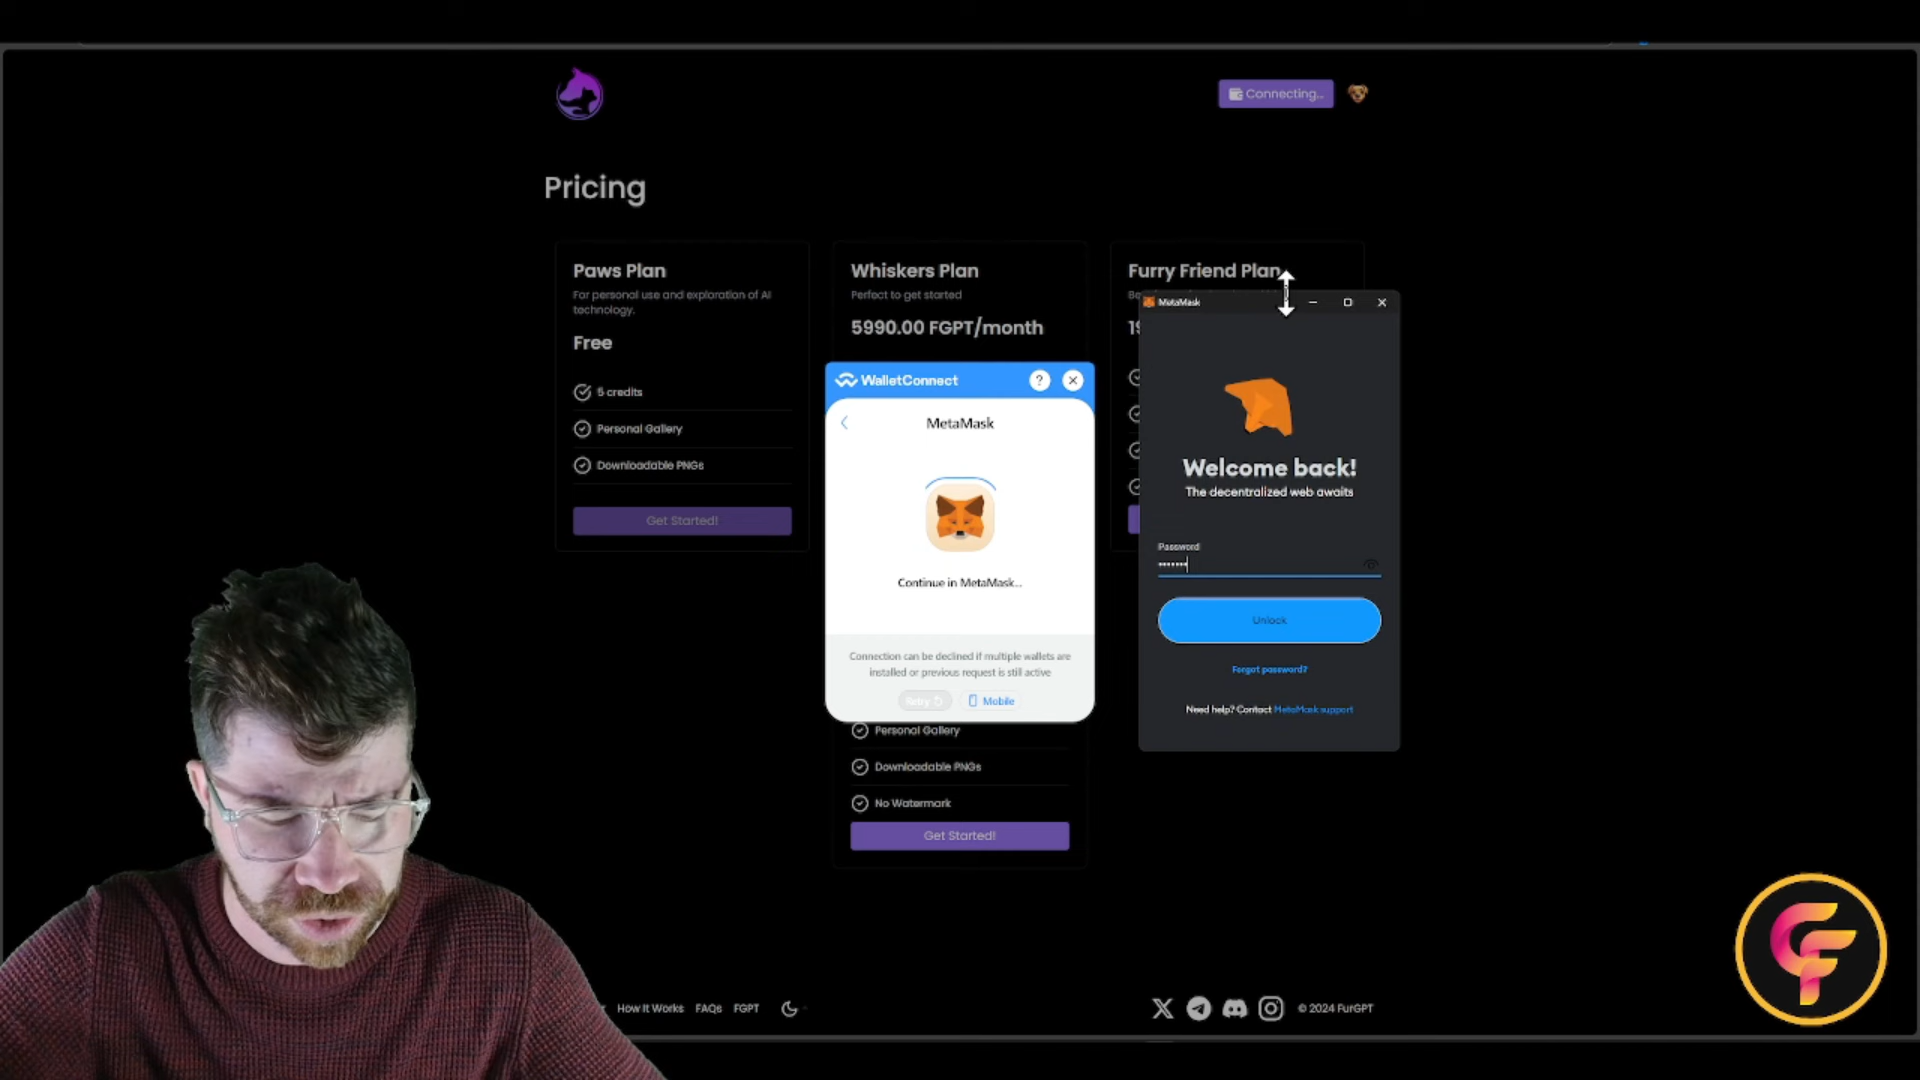 Connecting...
Pricing
Paws Plan
For personal use and exploration of AI
technology.
Free
5 credits
Personal Gallery
Downloadable PNGs
Get Started!
Whiskers Plan
Perfect to get started
5990.00 FGPT/month
WalletConnect
?
MetaMask
Continue in MetaMask...
Connection can be declined if multiple wallets are
installed or previous request is still active
Retry
Mobile
Personal Gallery
Downloadable PNGs
No Watermark
Get Started!
Furry Friend Plan
MetaMask
Welcome back!
The decentralized web awaits
Password
•••••••
Unlock
Forgot password?
Need help? Contact MetaMask support
How It Works FAQs FGPT
© 2024 FurGPT